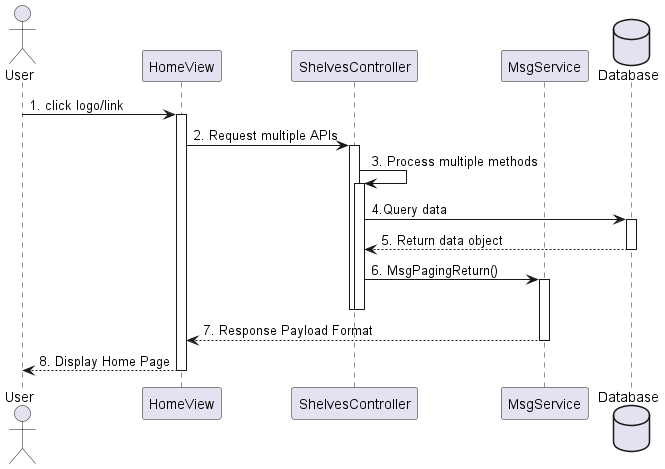 User
HomeView
ShelvesController
MsgService
Database
1. click logo/link
2. Request multiple APIs
3. Process multiple methods
4.Query data
5. Return data object
6. MsgPagingReturn()
7. Response Payload Format
8. Display Home Page
User
HomeView
ShelvesController
MsgService
Database